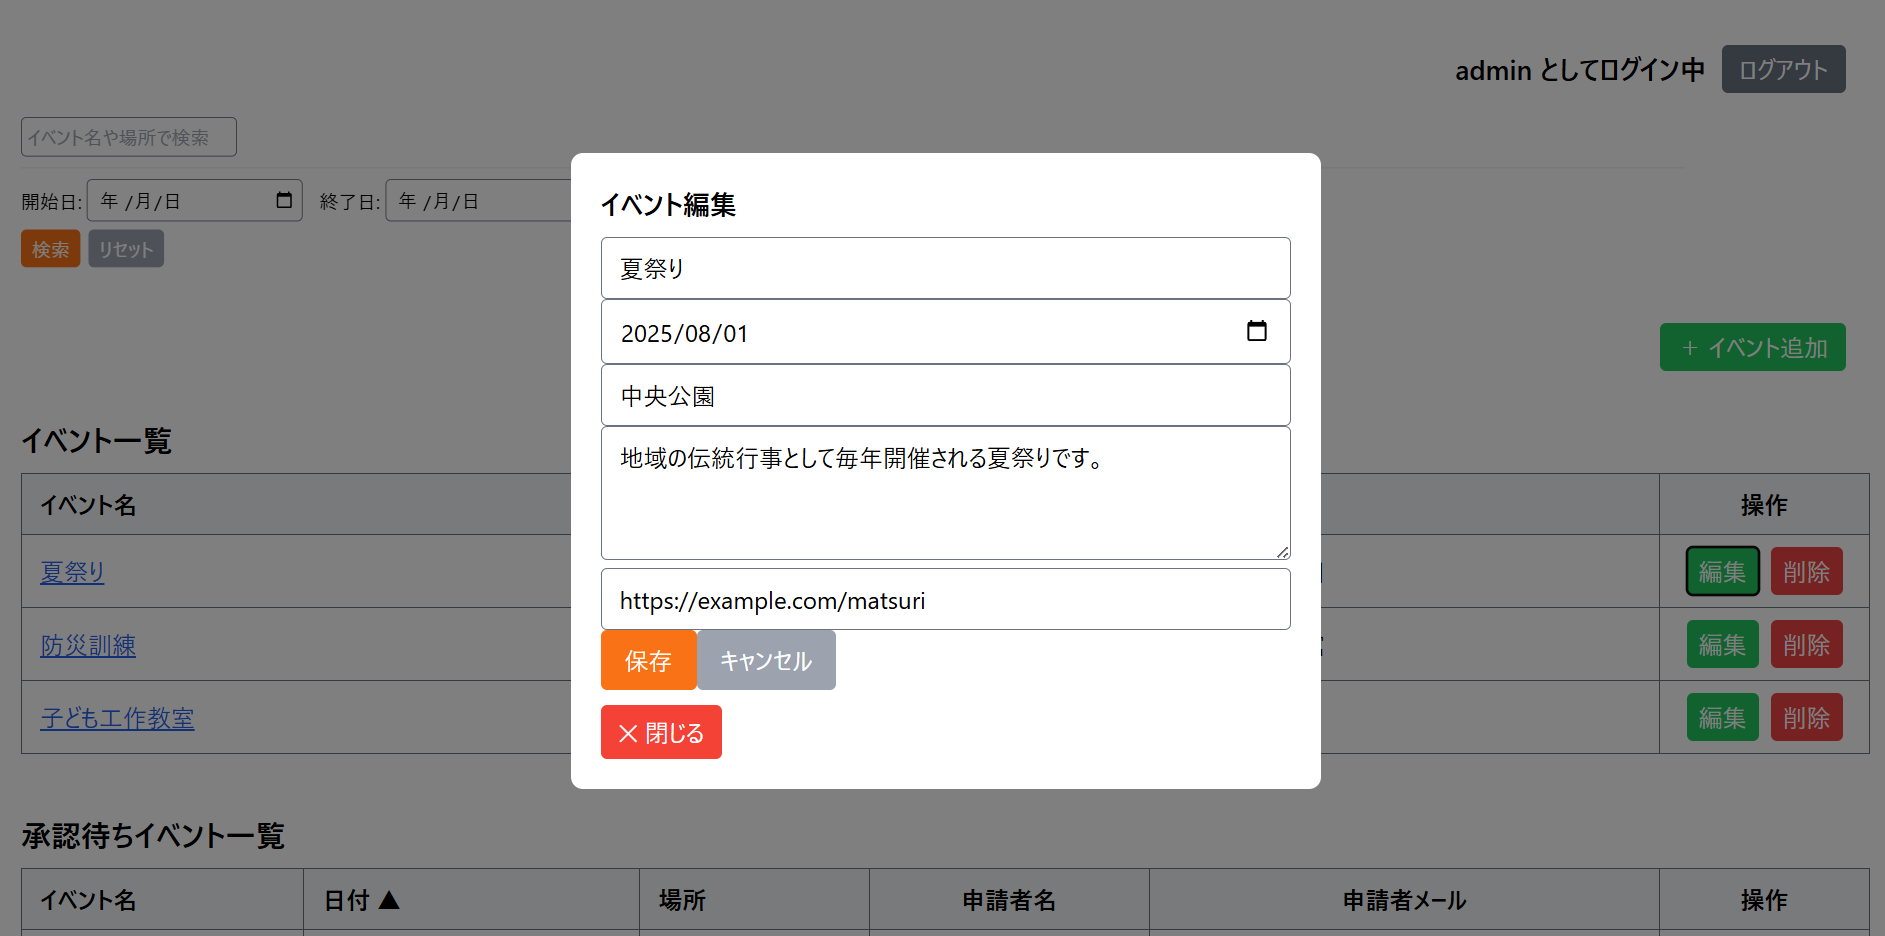 admin としてログイン中 ログアウト
イベント名や場所で検索
開始日: 年 /月/日 終了日: 年 /月/日
検索 リセット
イベント編集
夏祭り
2025/08/01
中央公園
地域の伝統行事として毎年開催される夏祭りです。
https://example.com/matsuri
保存 キャンセル
× 閉じる
＋ イベント追加
イベント一覧
イベント名 操作
夏祭り 編集 削除
防災訓練 編集 削除
子ども工作教室 編集 削除
承認待ちイベント一覧
イベント名 日付 ▲ 場所 申請者名 申請者メール 操作